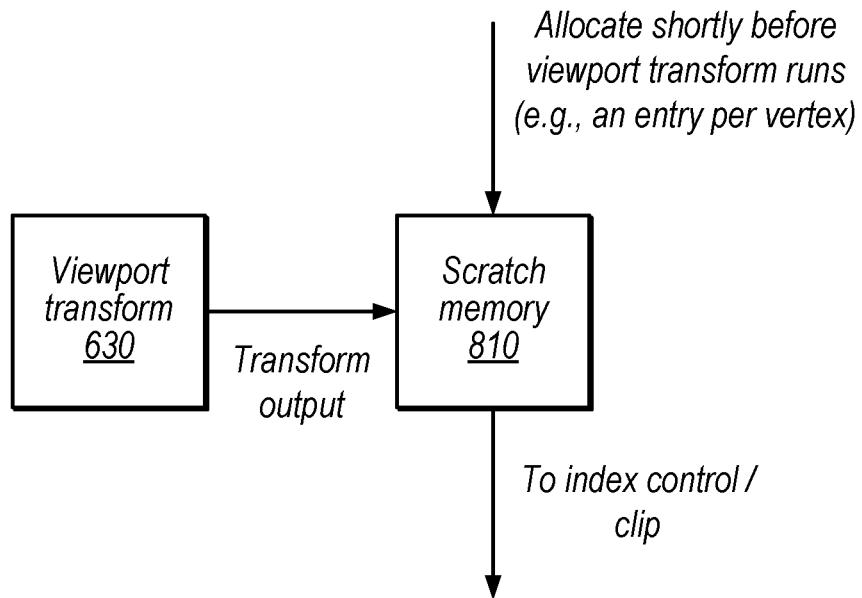 Allocate shortly before
viewport transform runs
(e.g., an entry per vertex)
Viewport
transform
630
Scratch
memory
810
Transform
output
To index control /
clip